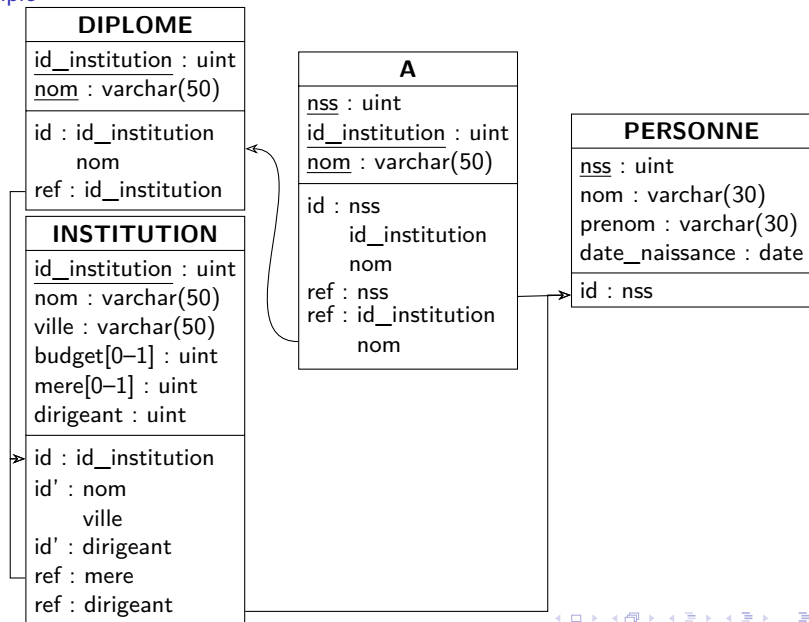 DIPLOME
id_institution : uint
nom : varchar(50)
id : id_institution
nom
ref : id_institution
INSTITUTION
id_institution : uint
nom : varchar(50)
ville : varchar(50)
budget[0–1] : uint
mere[0–1] : uint
dirigeant : uint
id : id_institution
id' : nom
ville
id' : dirigeant
ref : mere
ref : dirigeant
A
nss : uint
id_institution : uint
nom : varchar(50)
id : nss
id_institution
nom
ref : nss
ref : id_institution
nom
PERSONNE
nss : uint
nom : varchar(30)
prenom : varchar(30)
date_naissance : date
id : nss